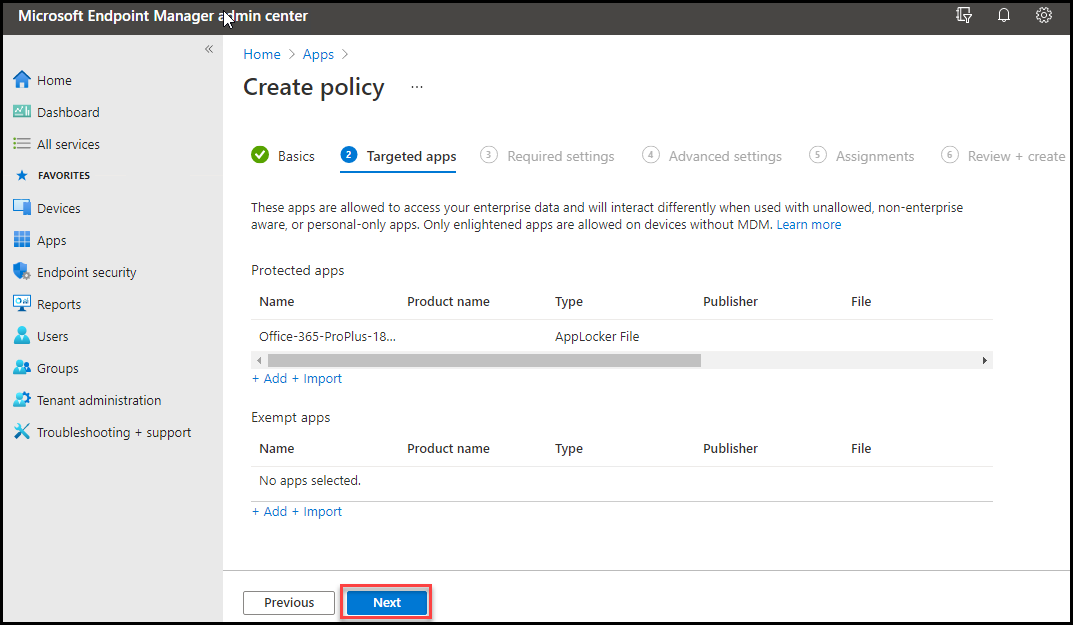 Microsoft Endpoint Manager admin center
«
Home
Dashboard
All services
FAVORITES
Devices
Apps
Endpoint security
Reports
Users
Groups
Tenant administration
Troubleshooting + support
Home > Apps >
Create policy ...
Basics
2 Targeted apps
3 Required settings
4 Advanced settings
5 Assignments
6 Review + create
These apps are allowed to access your enterprise data and will interact differently when used with unallowed, non-enterprise
aware, or personal-only apps. Only enlightened apps are allowed on devices without MDM. Learn more
Protected apps
Name Product name Type Publisher File
Office-365-ProPlus-18... AppLocker File
+ Add + Import
Exempt apps
Name Product name Type Publisher File
No apps selected.
+ Add + Import
Previous Next